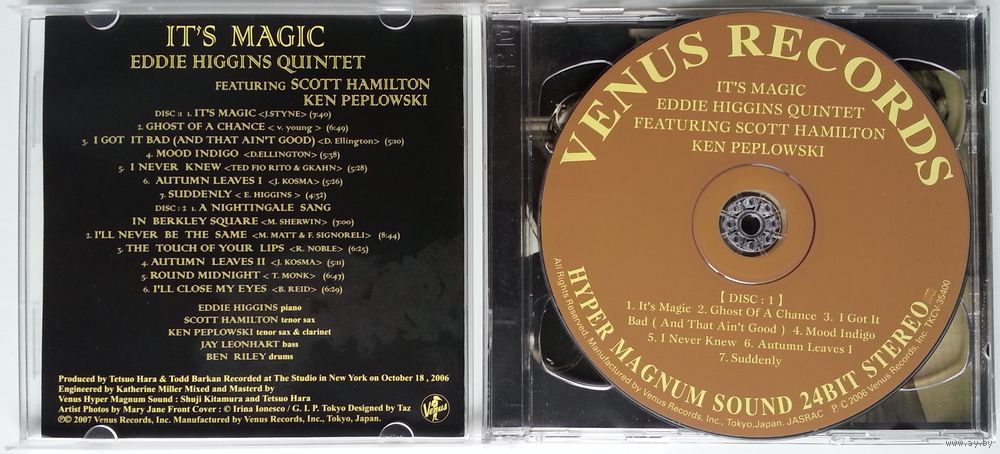 IT'S MAGIC
EDDIE HIGGINS QUINTET
FEATURING SCOTT HAMILTON
KEN PEPLOWSKI
DISC :1 1. IT'S MAGIC <J.STYNE> (7:40)
2. GHOST OF A CHANCE < v. young > (6:49)
3. I GOT IT BAD (AND THAT AIN'T GOOD) <D. Ellington> (5:10)
4. MOOD INDIGO <D.ELLINGTON> (5:38)
5. I NEVER KNEW <TED FIO RITO & GKAHN> (5:28)
6. AUTUMN LEAVES I <J. KOSMA> (5:26)
7. SUDDENLY < E. HIGGINS > (4:32)
DISC : 2 1. A NIGHTINGALE SANG
IN BERKLEY SQUARE <M. SHERWIN> (7:00)
2. I'LL NEVER BE THE SAME <M. MATT & F. SIGNORELI> (8:44)
3. THE TOUCH OF YOUR LIPS <R. NOBLE> (6:25)
4. AUTUMN LEAVES II <J. KOSMA> (5:11)
5. ROUND MIDNIGHT < T. MONK> (6:47)
6. I'LL CLOSE MY EYES <B. REID> (6:29)
EDDIE HIGGINS piano
SCOTT HAMILTON tenor sax
KEN PEPLOWSKI tenor sax & clarinet
JAY LEONHART bass
BEN RILEY drums
Produced by Tetsuo Hara & Todd Barkan Recorded at The Studio in New York on October 18 , 2006
Engineered by Katherine Miller Mixed and Masterd by
Venus Hyper Magnum Sound : Shuji Kitamura and Tetsuo Hara
Artist Photos by Mary Jane Front Cover : © Irina Ionesco / G. I. P. Tokyo Designed by Taz
℗© 2007 Venus Records, Inc. Manufactured by Venus Records, Inc., Tokyo, Japan.
Venus
VENUS RECORDS
IT'S MAGIC
EDDIE HIGGINS QUINTET
FEATURING SCOTT HAMILTON
KEN PEPLOWSKI
【 DISC : 1 】
1. It's Magic 2. Ghost Of A Chance 3. I Got It
Bad ( And That Ain't Good ) 4. Mood Indigo
5. I Never Knew 6. Autumn Leaves I
7. Suddenly
HYPER MAGNUM SOUND 24BIT STEREO
All Rights Reserved. Manufactured by Venus Records, Inc., Tokyo,Japan. JASRAC P C 2006 Venus Records, Inc. TKCV-35400
www.ay.by